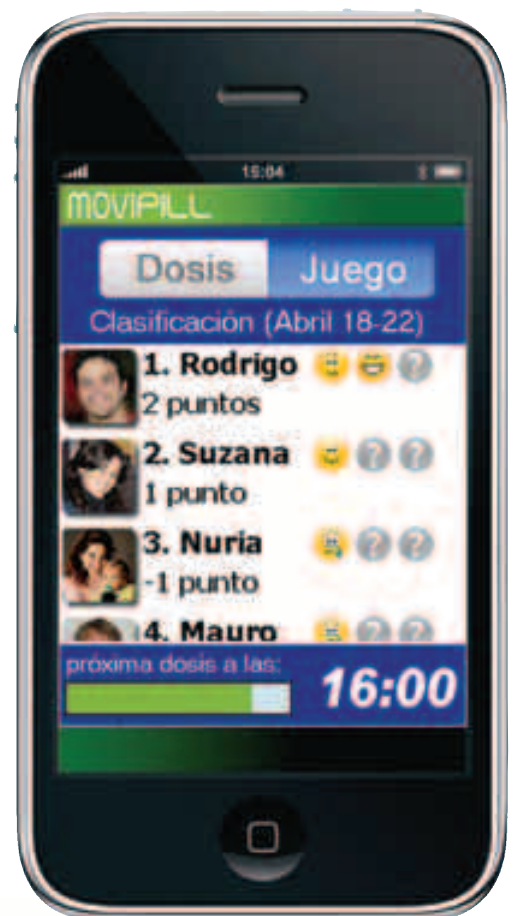 15:04
MOVIPILL
Dosis Juego
Clasificación (Abril 18-22)
1. Rodrigo
2 puntos
2. Suzana
1 punto
3. Nuria
-1 punto
4. Mauro
próxima dosis a las:
16:00